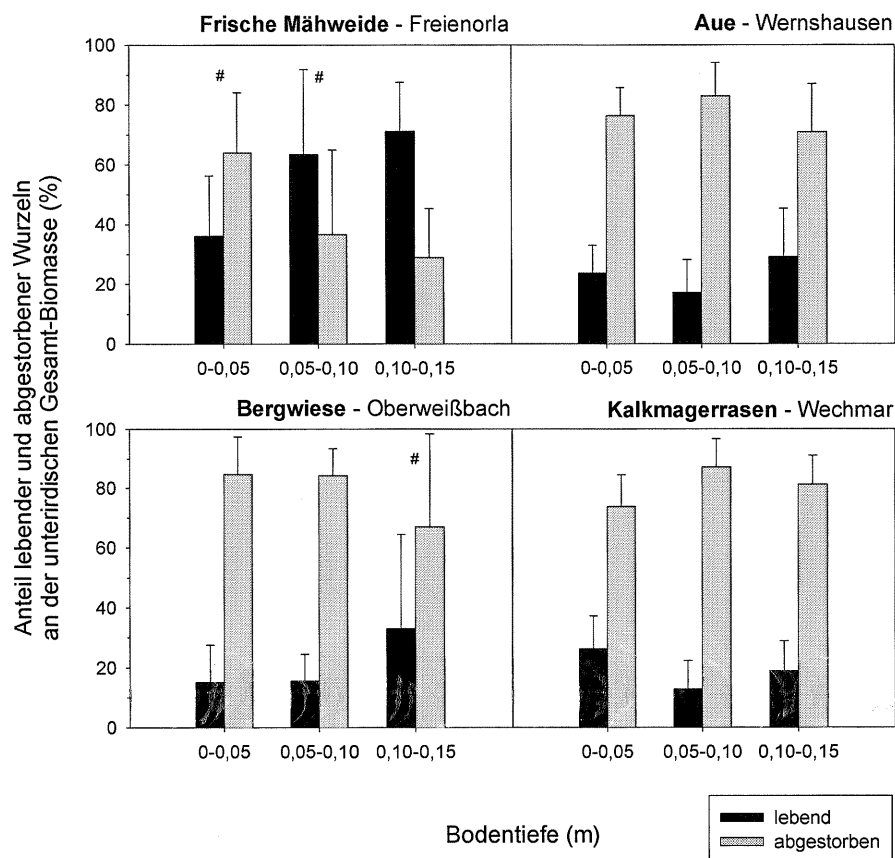 Frische Mähweide - Freienorla
Aue - Wernshausen
Anteil lebender und abgestorbener Wurzeln
an der unterirdischen Gesamt-Biomasse (%)
100
80
60
40
20
0
# #
0-0,05 0,05-0,10 0,10-0,15
0-0,05 0,05-0,10 0,10-0,15
Bergwiese - Oberweißbach
Kalkmagerrasen - Wechmar
100
80
60
40
20
0
#
0-0,05 0,05-0,10 0,10-0,15
0-0,05 0,05-0,10 0,10-0,15
Bodentiefe (m)
lebend
abgestorben